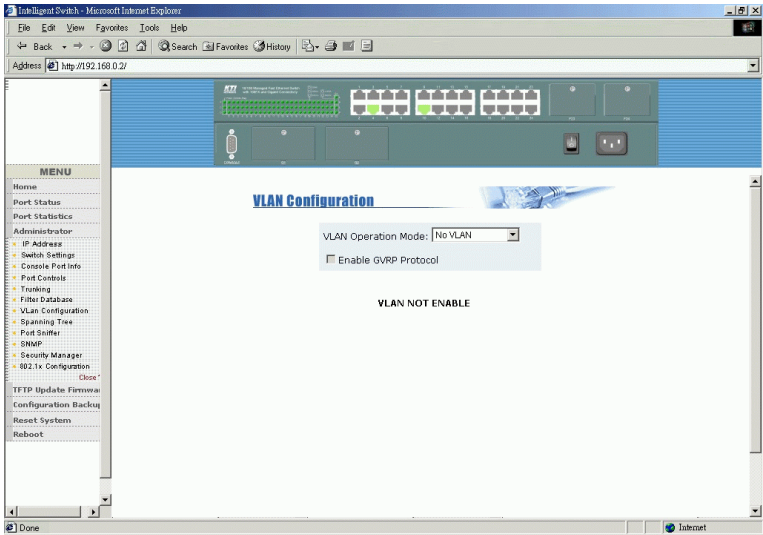 Intelligent Switch - Microsoft Internet Explorer
File Edit View Favorites Tools Help
Back Search Favorites History
Address http://192.168.0.2/
CONSOLE
MENU
Home
Port Status
Port Statistics
Administrator
IP Address
Switch Settings
Console Port Info
Port Controls
Trunking
Filter Database
VLan Configuration
Spanning Tree
Port Sniffer
SNMP
Security Manager
802.1x Configuration
Close
TFTP Update Firmwa
Configuration Backup
Reset System
Reboot
VLAN Configuration
VLAN Operation Mode: No VLAN
Enable GVRP Protocol
VLAN NOT ENABLE
Done Internet